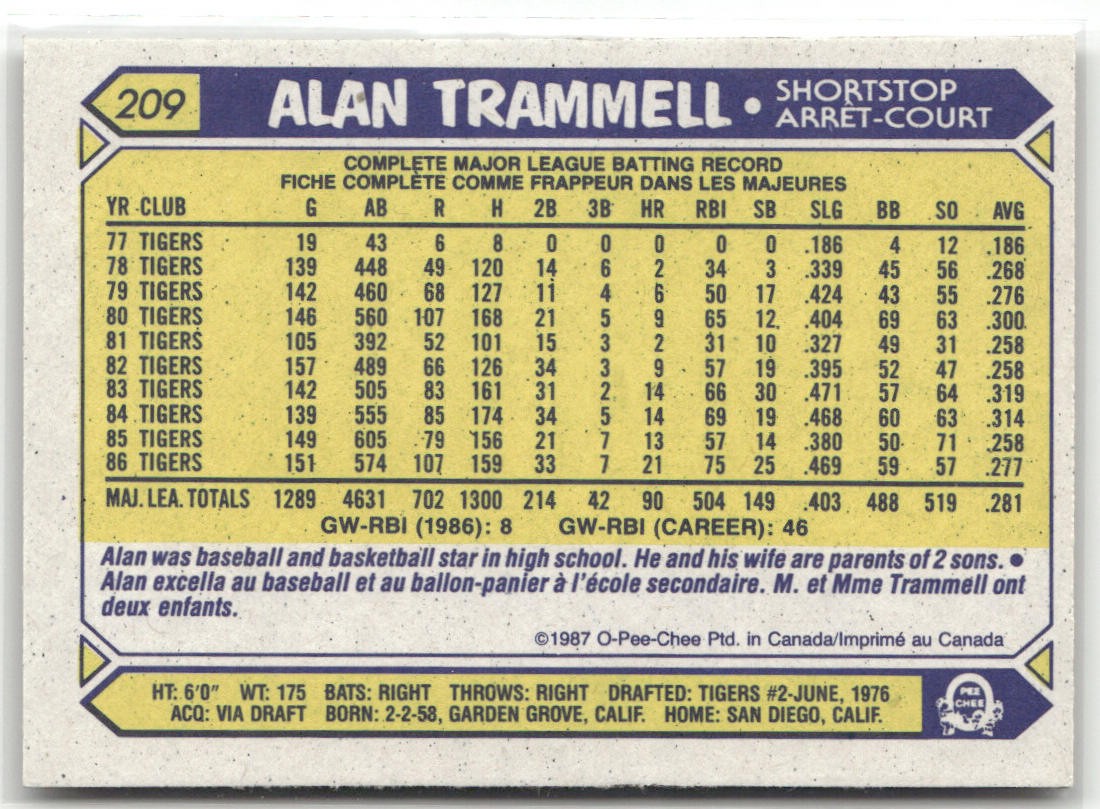 209 ALAN TRAMMELL • SHORTSTOP
ARRÊT-COURT
COMPLETE MAJOR LEAGUE BATTING RECORD
FICHE COMPLÈTE COMME FRAPPEUR DANS LES MAJEURES
YR CLUB G AB R H 2B 3B HR RBI SB SLG BB SO AVG
77 TIGERS 19 43 6 8 0 0 0 0 0 .186 4 12 .186
78 TIGERS 139 448 49 120 14 6 2 34 3 .339 45 56 .268
79 TIGERS 142 460 68 127 11 4 6 50 17 .424 43 55 .276
80 TIGERS 146 560 107 168 21 5 9 65 12 .404 69 63 .300
81 TIGERS 105 392 52 101 15 3 2 31 10 .327 49 31 .258
82 TIGERS 157 489 66 126 34 3 9 57 19 .395 52 47 .258
83 TIGERS 142 505 83 161 31 2 14 66 30 .471 57 64 .319
84 TIGERS 139 555 85 174 34 5 14 69 19 .468 60 63 .314
85 TIGERS 149 605 79 156 21 7 13 57 14 .380 50 71 .258
86 TIGERS 151 574 107 159 33 7 21 75 25 .469 59 57 .277
MAJ. LEA. TOTALS 1289 4631 702 1300 214 42 90 504 149 .403 488 519 .281
GW-RBI (1986): 8 GW-RBI (CAREER): 46
Alan was baseball and basketball star in high school. He and his wife are parents of 2 sons. •
Alan excella au baseball et au ballon-panier à l'école secondaire. M. et Mme Trammell ont
deux enfants.
©1987 O-Pee-Chee Ptd. in Canada/Imprimé au Canada
HT: 6'0" WT: 175 BATS: RIGHT THROWS: RIGHT DRAFTED: TIGERS #2-JUNE, 1976
ACQ: VIA DRAFT BORN: 2-2-58, GARDEN GROVE, CALIF. HOME: SAN DIEGO, CALIF.
PEE
CHEE